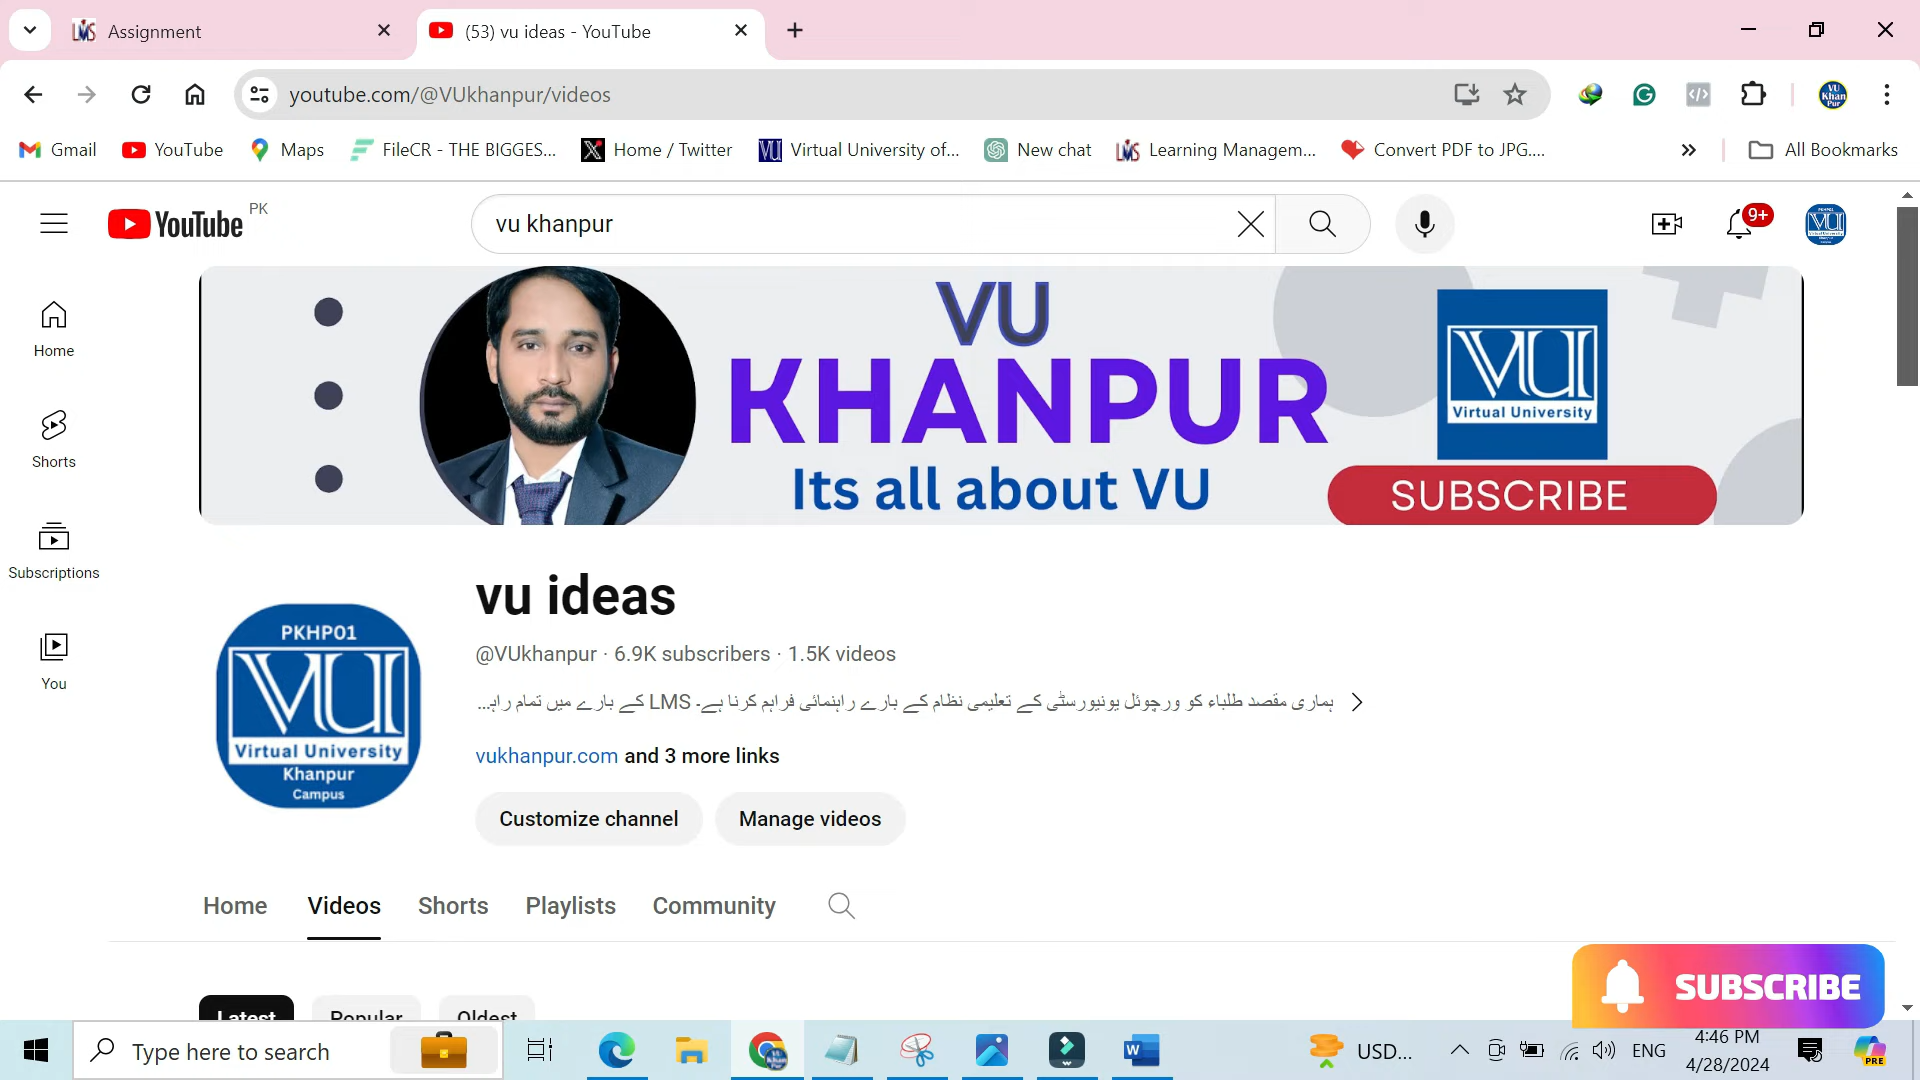 Assignment
(53) vu ideas - YouTube
youtube.com/@VUkhanpur/videos
VU
Khan
Pur
Gmail
YouTube
Maps
FileCR - THE BIGGES...
Home / Twitter
Virtual University of...
New chat
Learning Managem...
Convert PDF to JPG....
All Bookmarks
YouTube PK
vu khanpur
9+
Home
Shorts
Subscriptions
You
VU
KHANPUR
Its all about VU
VU
Virtual University
SUBSCRIBE
PKHP01
VU
Virtual University
Khanpur
Campus
vu ideas
@VUkhanpur · 6.9K subscribers · 1.5K videos
ہماری مقصد طلباء کو ورچوئل یونیورسٹی کے تعلیمی نظام کے بارے راہنمائی فراہم کرنا ہے۔ LMS کے بارے میں تمام راہ...
vukhanpur.com and 3 more links
Customize channel
Manage videos
Home
Videos
Shorts
Playlists
Community
Latest
Popular
Oldest
SUBSCRIBE
Type here to search
USD...
ENG
4:46 PM
4/28/2024
PRE